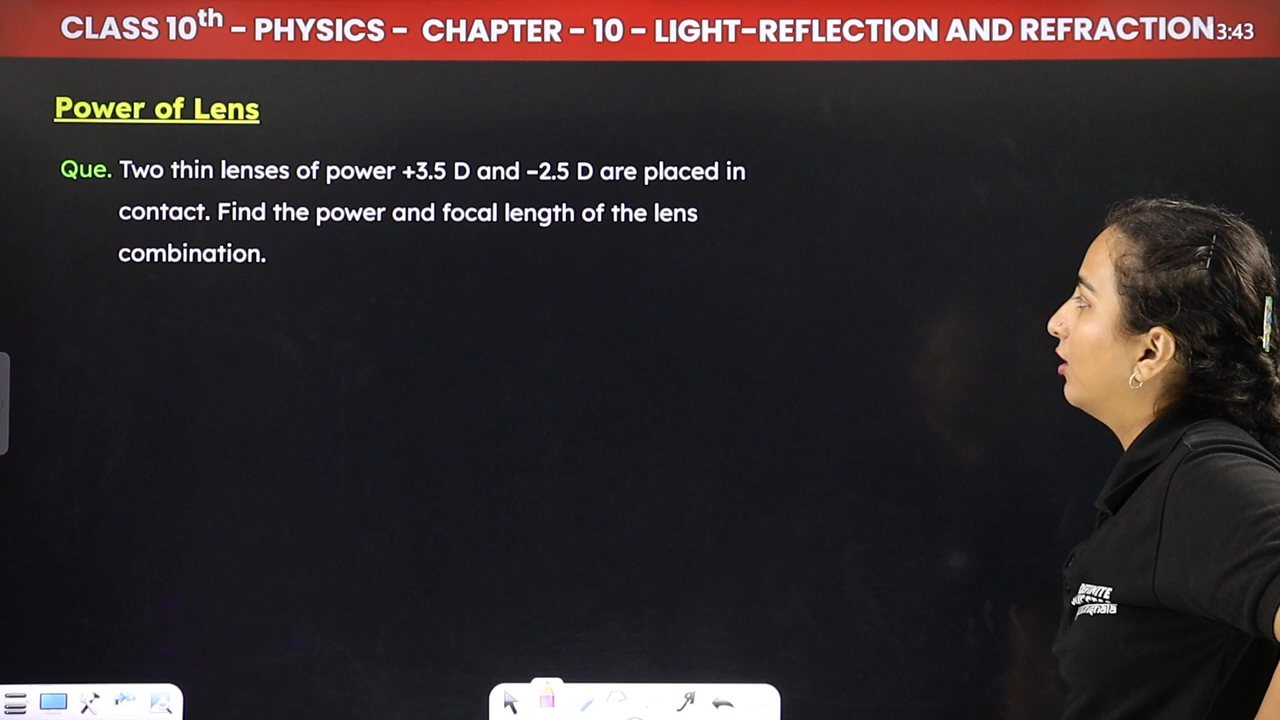 CLASS 10th - PHYSICS - CHAPTER - 10 - LIGHT-REFLECTION AND REFRACTION
3:43
Power of Lens
Que. Two thin lenses of power +3.5 D and -2.5 D are placed in
contact. Find the power and focal length of the lens
combination.